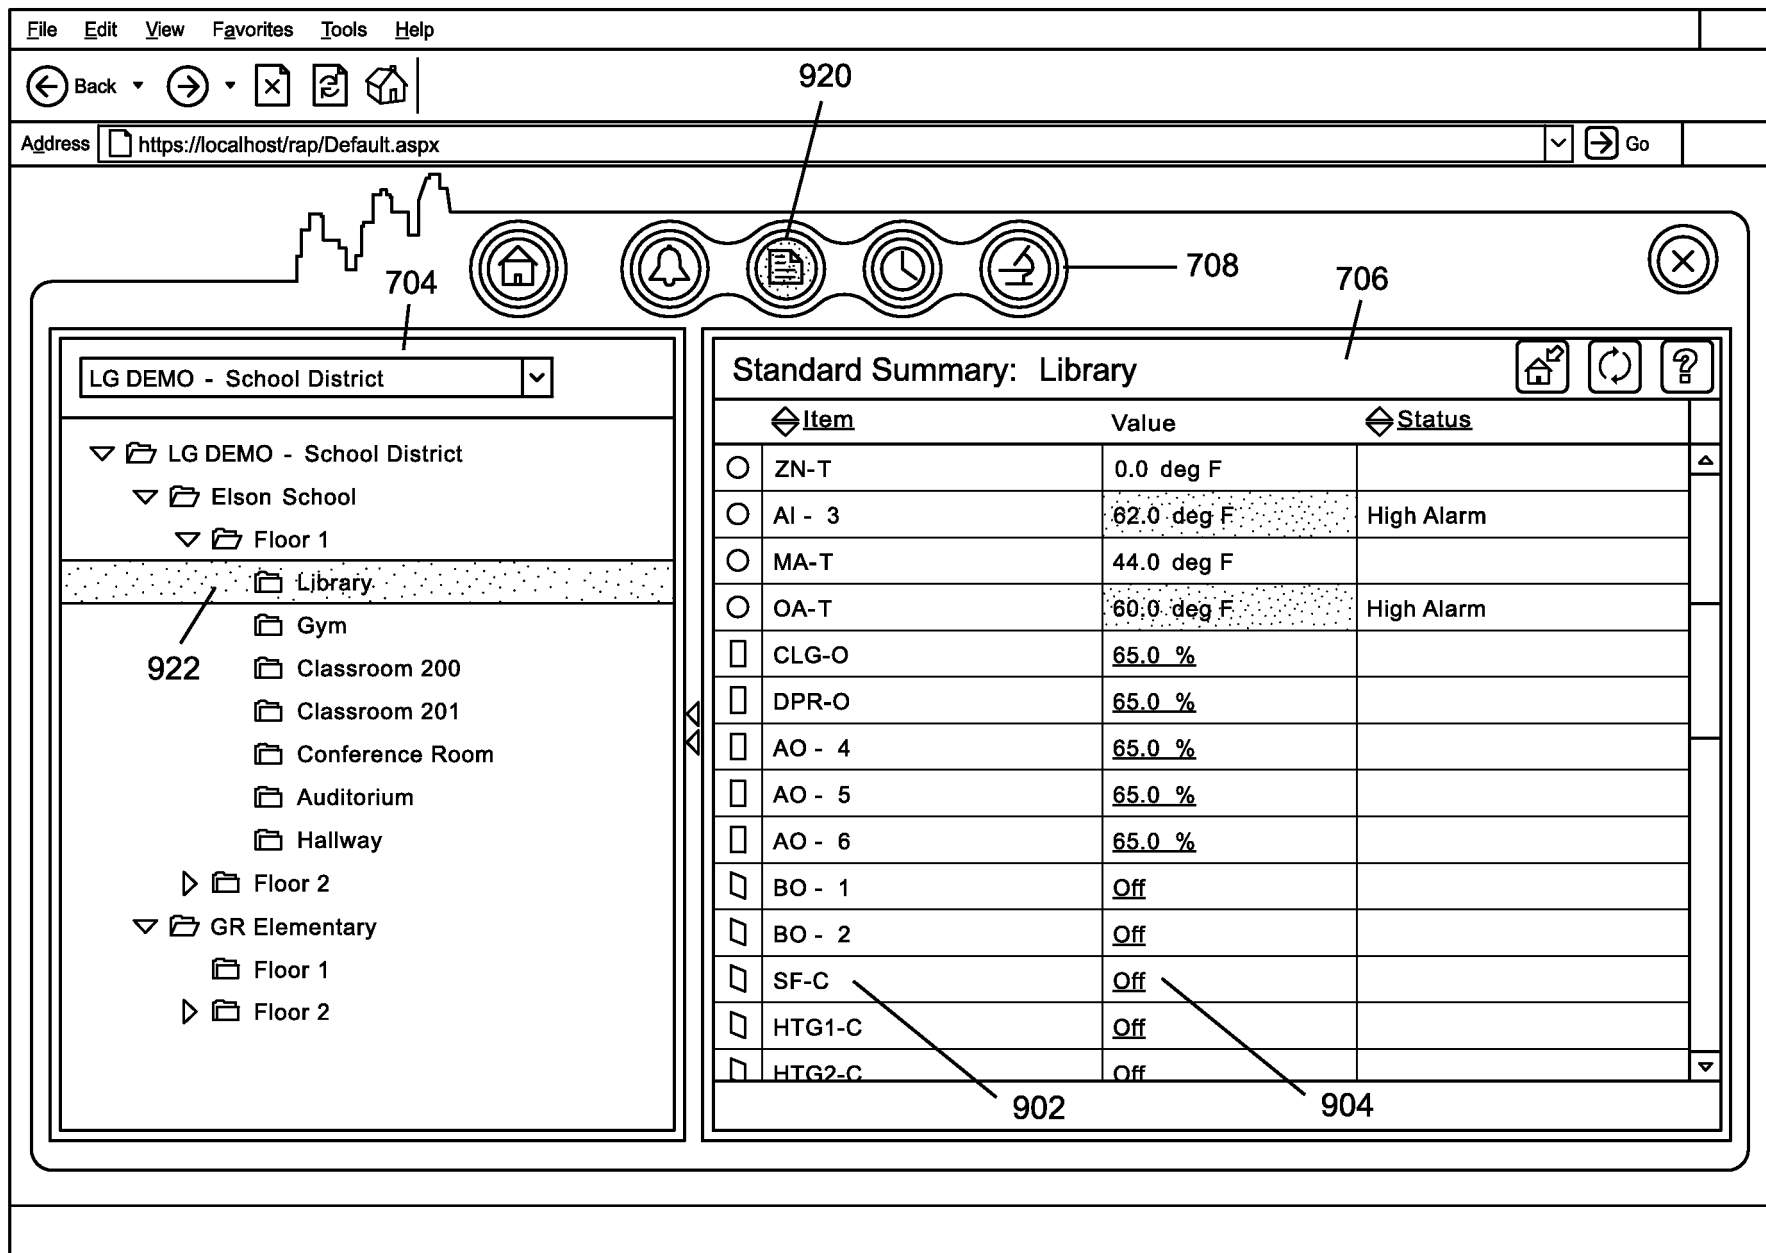 File Edit View Favorites Tools Help
Back
920
Address https://localhost/rap/Default.aspx Go
708
704
706
LG DEMO - School District
LG DEMO - School District
Elson School
Floor 1
Library
922
Gym
Classroom 200
Classroom 201
Conference Room
Auditorium
Hallway
Floor 2
GR Elementary
Floor 1
Floor 2
Standard Summary: Library ?
Item Value Status
ZN-T 0.0 deg F
AI - 3 62.0 deg F High Alarm
MA-T 44.0 deg F
OA-T 60.0 deg F High Alarm
CLG-O 65.0 %
DPR-O 65.0 %
AO - 4 65.0 %
AO - 5 65.0 %
AO - 6 65.0 %
BO - 1 Off
BO - 2 Off
SF-C Off
HTG1-C Off
HTG2-C Off
902
904